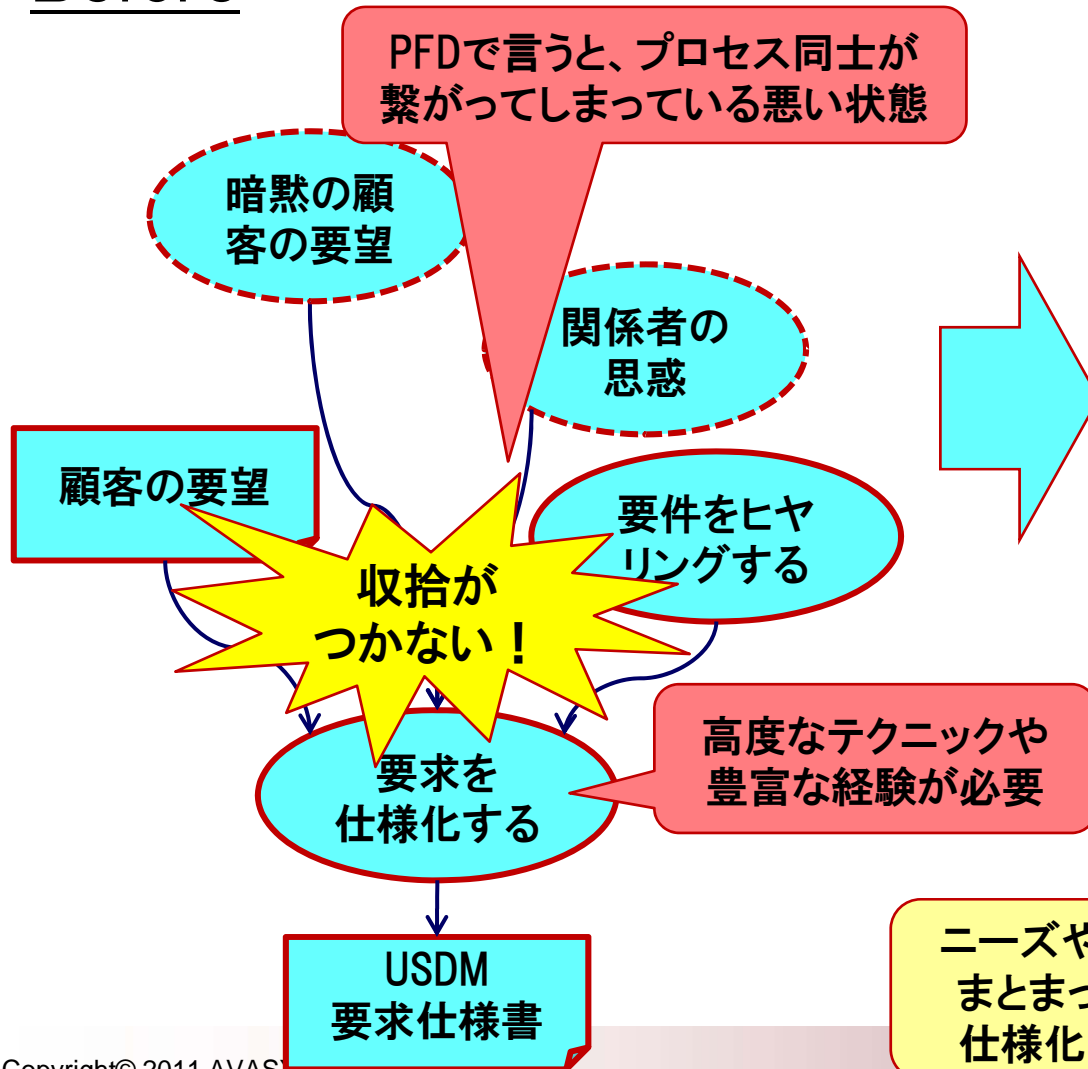 Before
PFDで言うと、プロセス同士が
繋がってしまっている悪い状態
暗黙の顧
客の要望
関係者の
思惑
顧客の要望
要件をヒヤ
リングする
収拾が
つかない！
高度なテクニックや
豊富な経験が必要
要求を
仕様化する
ニーズや
まとまっ
仕様化
USDM
要求仕様書
Copyright© 2011 AVAS